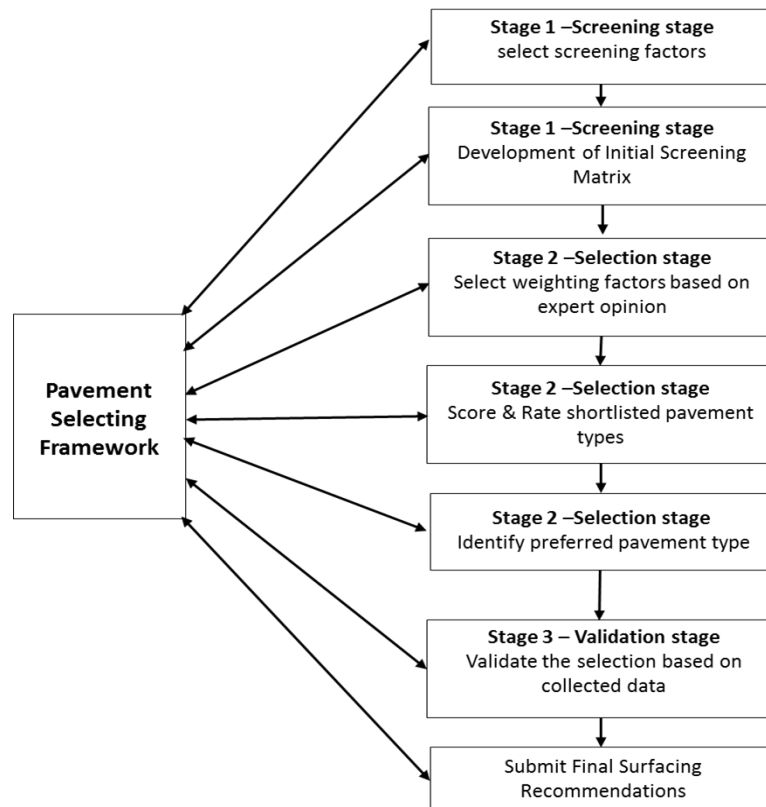 Stage 1 –Screening stage
select screening factors
Stage 1 –Screening stage
Development of Initial Screening
Matrix
Stage 2 –Selection stage
Select weighting factors based on
expert opinion
Pavement
Selecting
Framework
Stage 2 –Selection stage
Score & Rate shortlisted pavement
types
Stage 2 –Selection stage
Identify preferred pavement type
Stage 3 – Validation stage
Validate the selection based on
collected data
Submit Final Surfacing
Recommendations